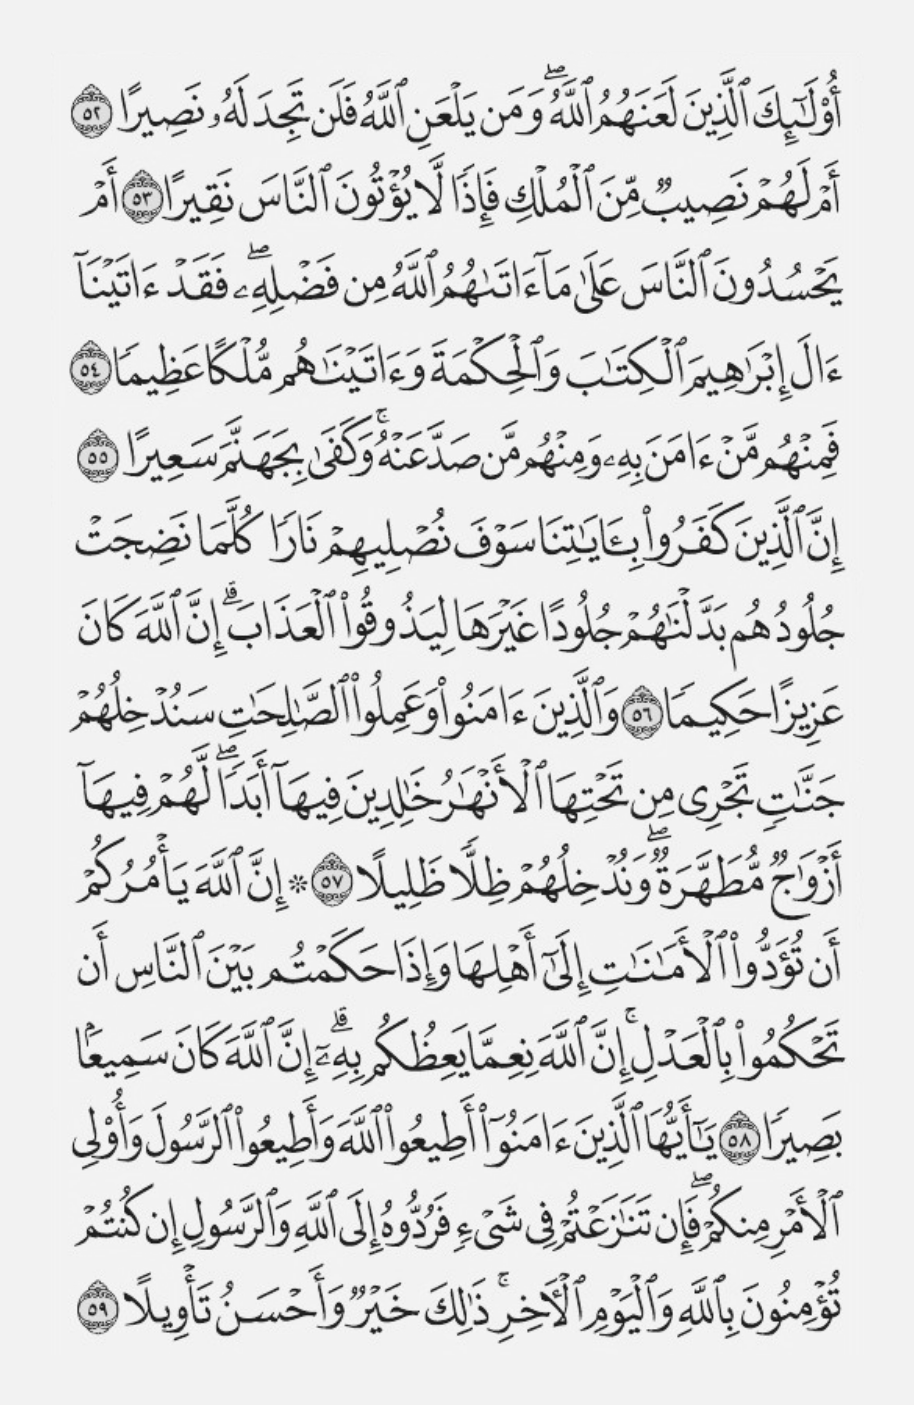 أُوْلَـٰٓئِكَ ٱلَّذِينَ لَعَنَهُمُ ٱللَّهُۖ وَمَن يَلْعَنِ ٱللَّهُ فَلَن تَجِدَ لَهُۥ نَصِيرًا ٥٢
أَمْ لَهُمْ نَصِيبٌ مِّنَ ٱلْمُلْكِ فَإِذًا لَّا يُؤْتُونَ ٱلنَّاسَ نَقِيرًا ٥٣ أَمْ
يَحْسُدُونَ ٱلنَّاسَ عَلَىٰ مَآ ءَاتَىٰهُمُ ٱللَّهُ مِن فَضْلِهِۦۖ فَقَدْ ءَاتَيْنَآ
ءَالَ إِبْرَٰهِيمَ ٱلْكِتَـٰبَ وَٱلْحِكْمَةَ وَءَاتَيْنَـٰهُم مُّلْكًا عَظِيمًا ٥٤
فَمِنْهُم مَّنْ ءَامَنَ بِهِۦ وَمِنْهُم مَّن صَدَّ عَنْهُۚ وَكَفَىٰ بِجَهَنَّمَ سَعِيرًا ٥٥
إِنَّ ٱلَّذِينَ كَفَرُواْ بِـَٔايَـٰتِنَا سَوْفَ نُصْلِيهِمْ نَارًا كُلَّمَا نَضِجَتْ
جُلُودُهُم بَدَّلْنَـٰهُمْ جُلُودًا غَيْرَهَا لِيَذُوقُواْ ٱلْعَذَابَۗ إِنَّ ٱللَّهَ كَانَ
عَزِيزًا حَكِيمًا ٥٦ وَٱلَّذِينَ ءَامَنُواْ وَعَمِلُواْ ٱلصَّـٰلِحَـٰتِ سَنُدْخِلُهُمْ
جَنَّـٰتٍ تَجْرِى مِن تَحْتِهَا ٱلْأَنْهَـٰرُ خَـٰلِدِينَ فِيهَآ أَبَدًاۖ لَّهُمْ فِيهَآ
أَزْوَٰجٌ مُّطَهَّرَةٌۖ وَنُدْخِلُهُمْ ظِلًّا ظَلِيلًا ٥٧ ۞ إِنَّ ٱللَّهَ يَأْمُرُكُمْ
أَن تُؤَدُّواْ ٱلْأَمَـٰنَـٰتِ إِلَىٰٓ أَهْلِهَا وَإِذَا حَكَمْتُم بَيْنَ ٱلنَّاسِ أَن
تَحْكُمُواْ بِٱلْعَدْلِۚ إِنَّ ٱللَّهَ نِعِمَّا يَعِظُكُم بِهِۦٓۗ إِنَّ ٱللَّهَ كَانَ سَمِيعًۢا
بَصِيرًا ٥٨ يَـٰٓأَيُّهَا ٱلَّذِينَ ءَامَنُوٓاْ أَطِيعُواْ ٱللَّهَ وَأَطِيعُواْ ٱلرَّسُولَ وَأُوْلِى
ٱلْأَمْرِ مِنكُمْۖ فَإِن تَنَـٰزَعْتُمْ فِى شَىْءٍ فَرُدُّوهُ إِلَى ٱللَّهِ وَٱلرَّسُولِ إِن كُنتُمْ
تُؤْمِنُونَ بِٱللَّهِ وَٱلْيَوْمِ ٱلْـَٔاخِرِۚ ذَٰلِكَ خَيْرٌ وَأَحْسَنُ تَأْوِيلًا ٥٩